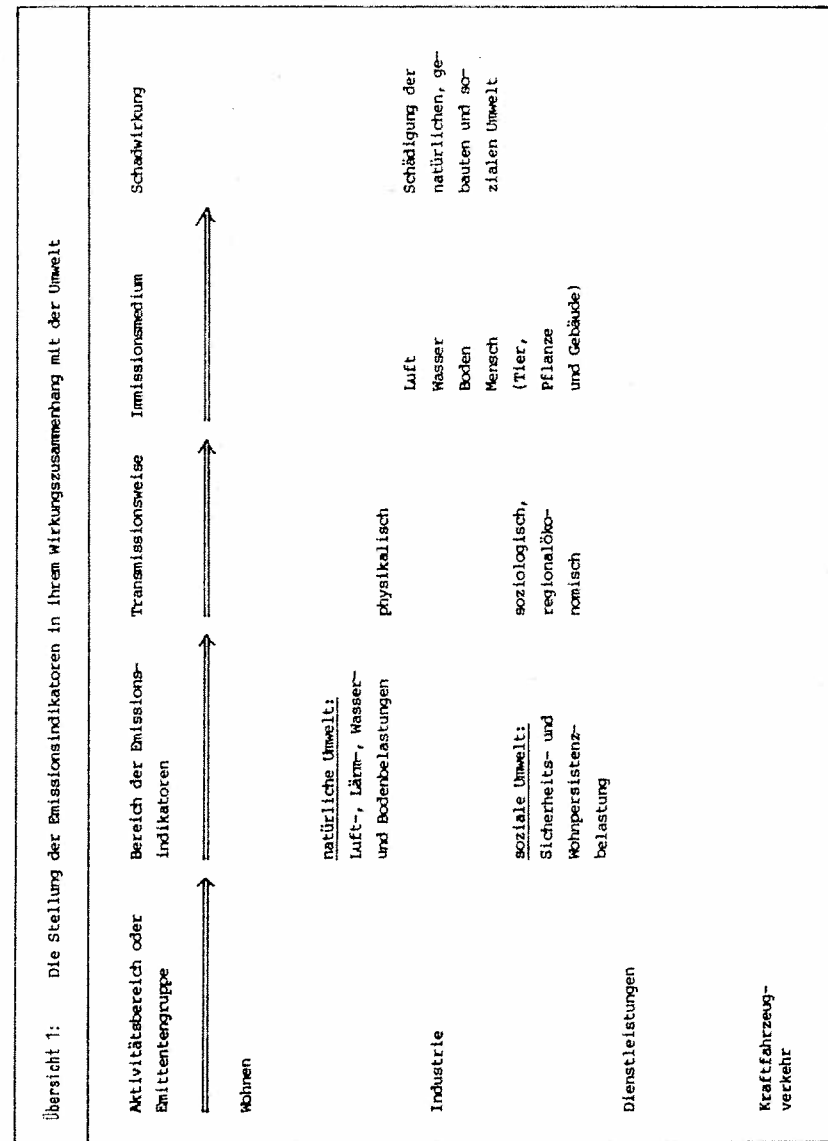 Übersicht 1: Die Stellung der Emissionsindikatoren in ihrem Wirkungszusammenhang mit der Umwelt
Aktivitätsbereich oder
Emittentengruppe
Bereich der Emissions-
indikatoren
Transmissionsweise
Immissionsmedium
Schadwirkung
Wohnen
Industrie
Dienstleistungen
Kraftfahrzeug-
verkehr
natürliche Umwelt:
Luft-, Lärm-, Wasser-
und Bodenbelastungen
soziale Umwelt:
Sicherheits- und
Wohnpersistenz-
belastung
physikalisch
soziologisch,
regionalöko-
nomisch
Luft
Wasser
Boden
Mensch
(Tier,
Pflanze
und Gebäude)
Schädigung der
natürlichen, ge-
bauten und so-
zialen Umwelt